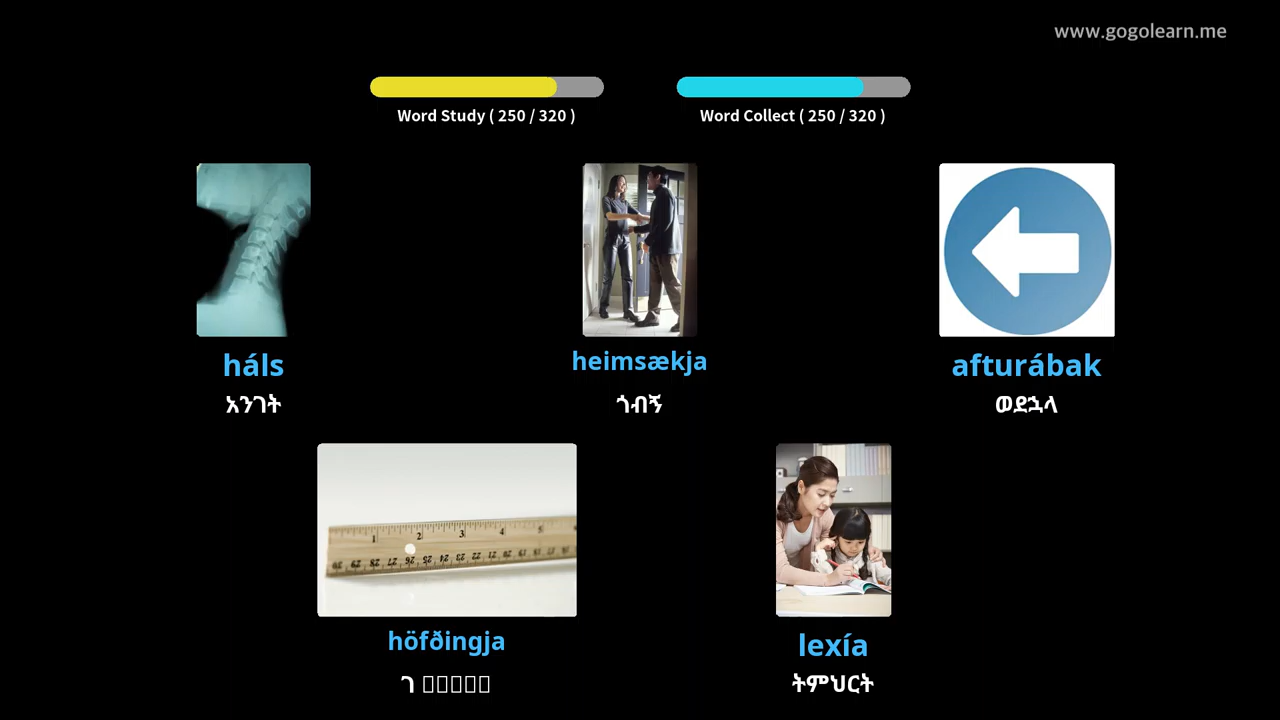 www.gogolearn.me
Word Study ( 250 / 320 )
Word Collect ( 250 / 320 )
háls
heimsækja
afturábak
አንገት
ጎብኝ
ወደኋላ
höfðingja
lexía
ገ
ትምህርት